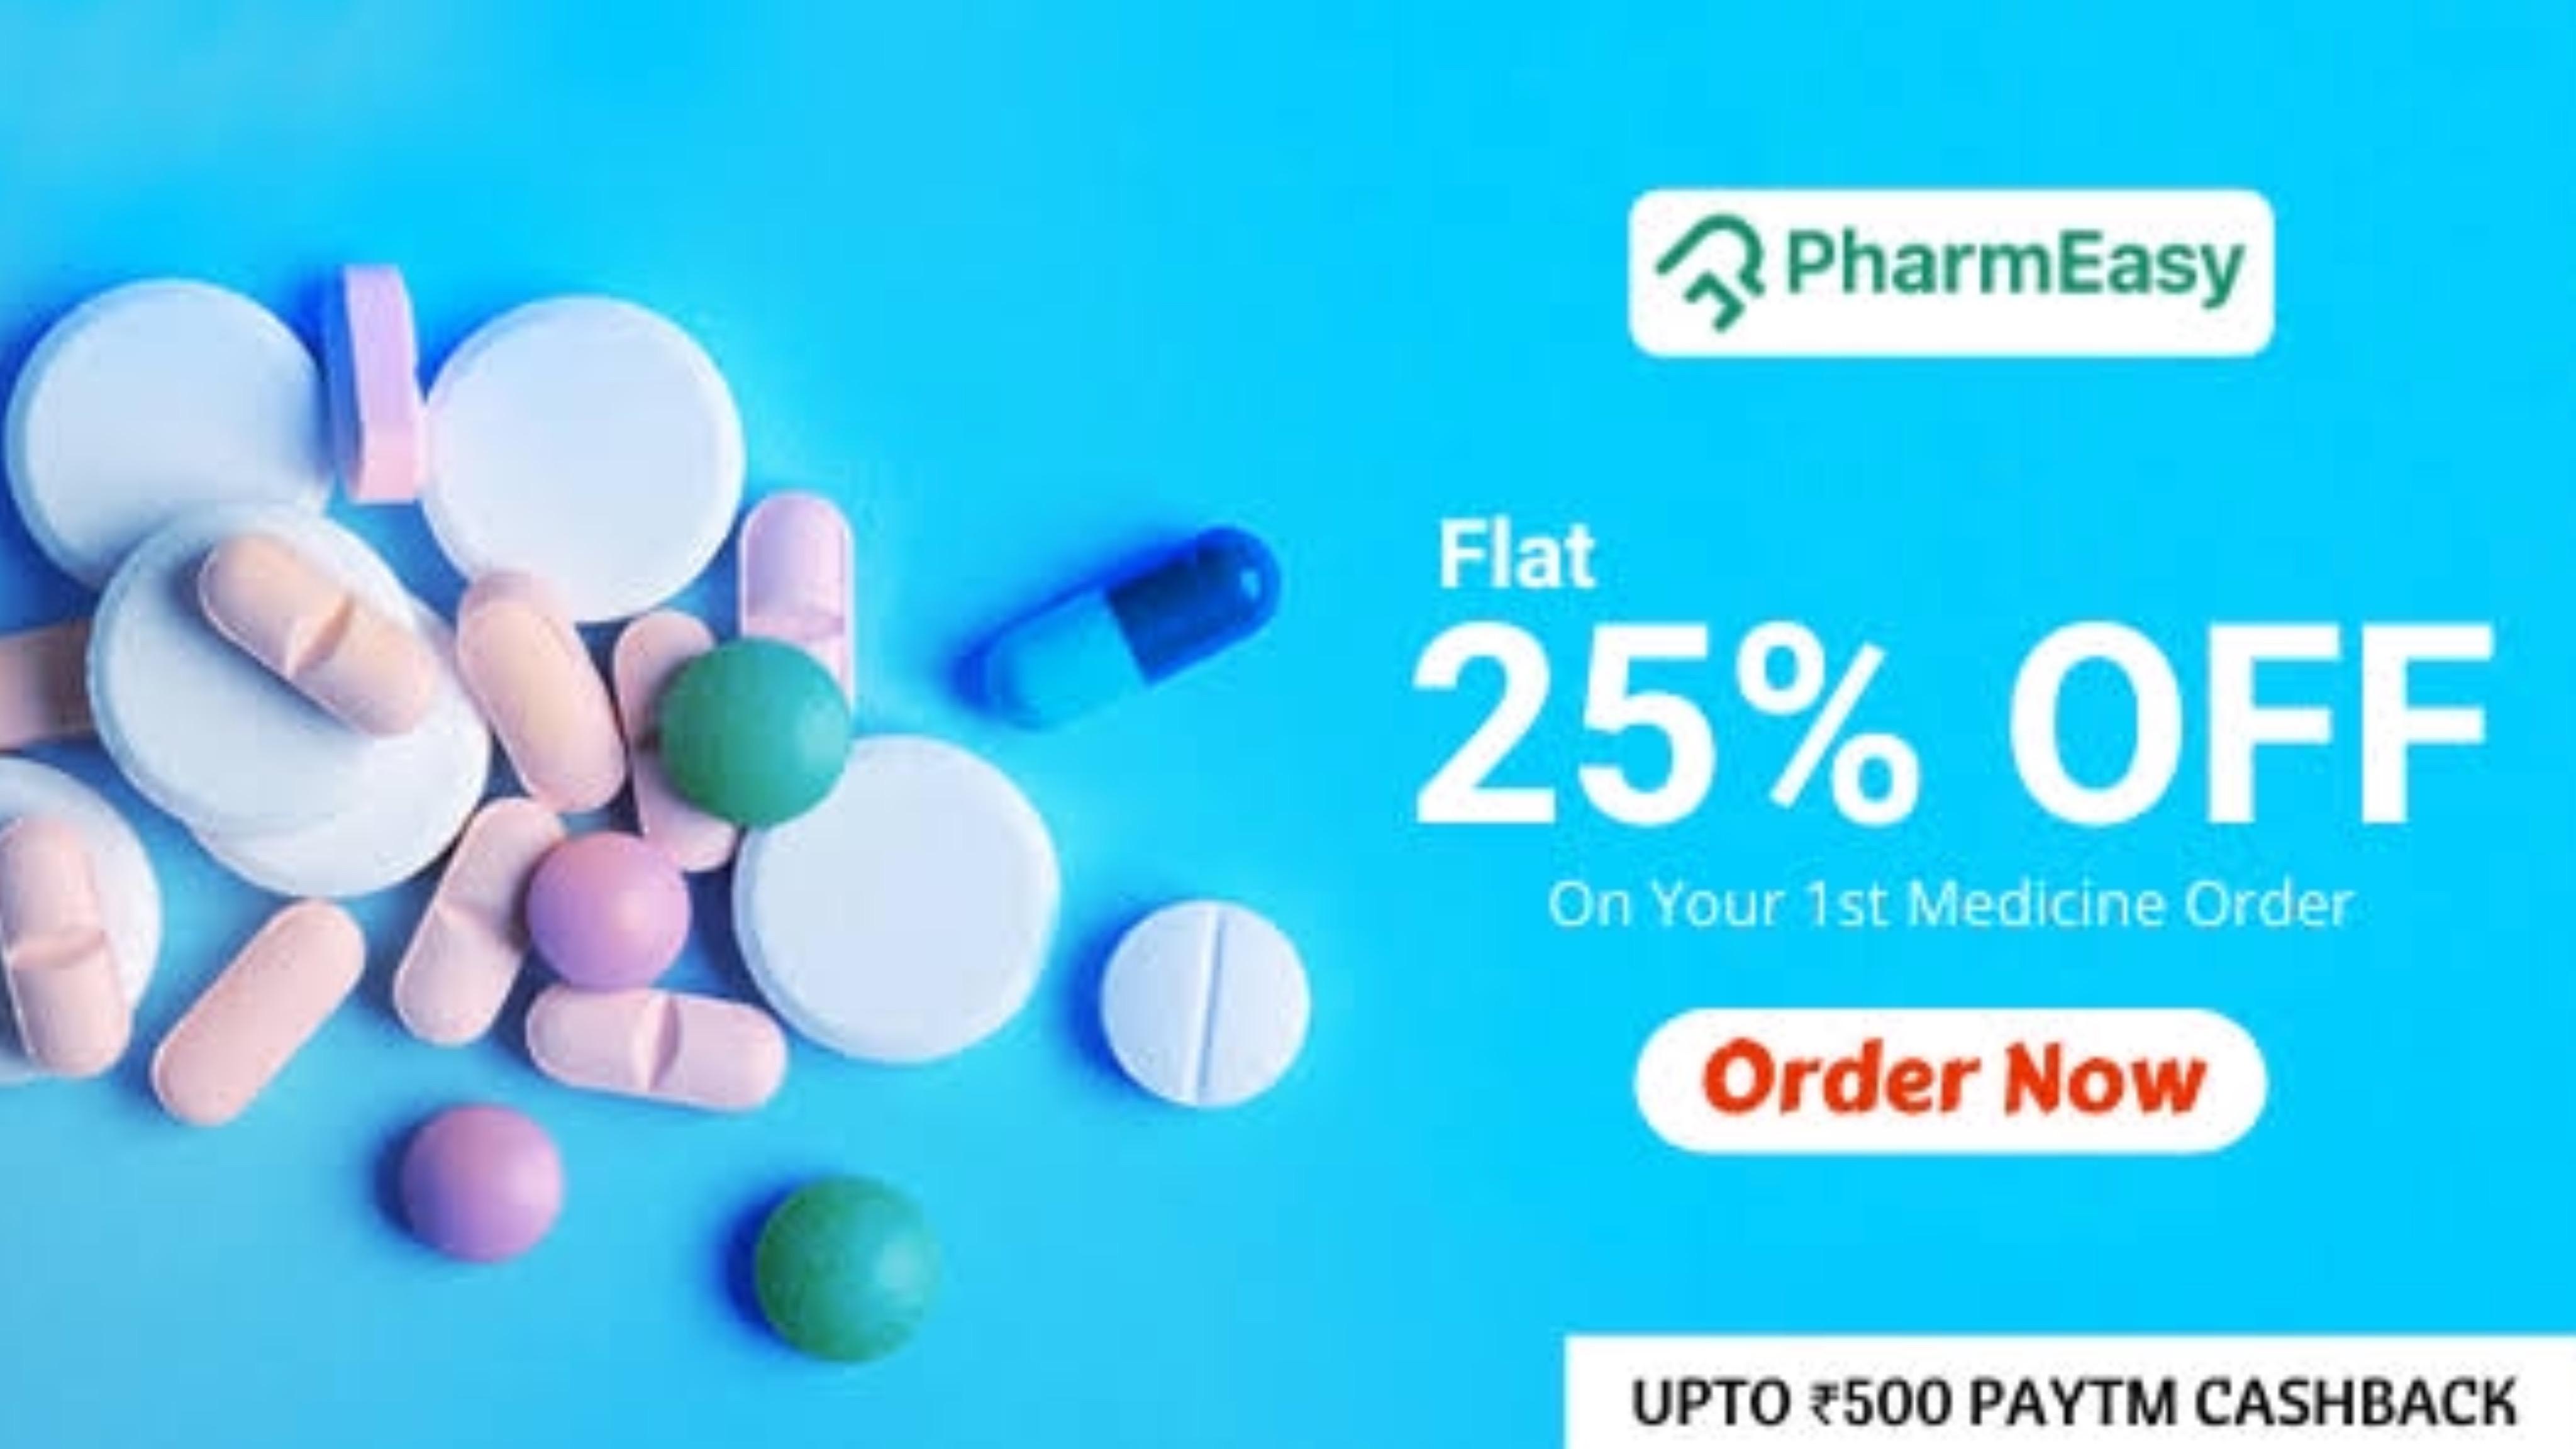 PharmEasy
Flat
25% OFF
On Your 1st Medicine Order
Order Now
UPTO ₹500 PAYTM CASHBACK